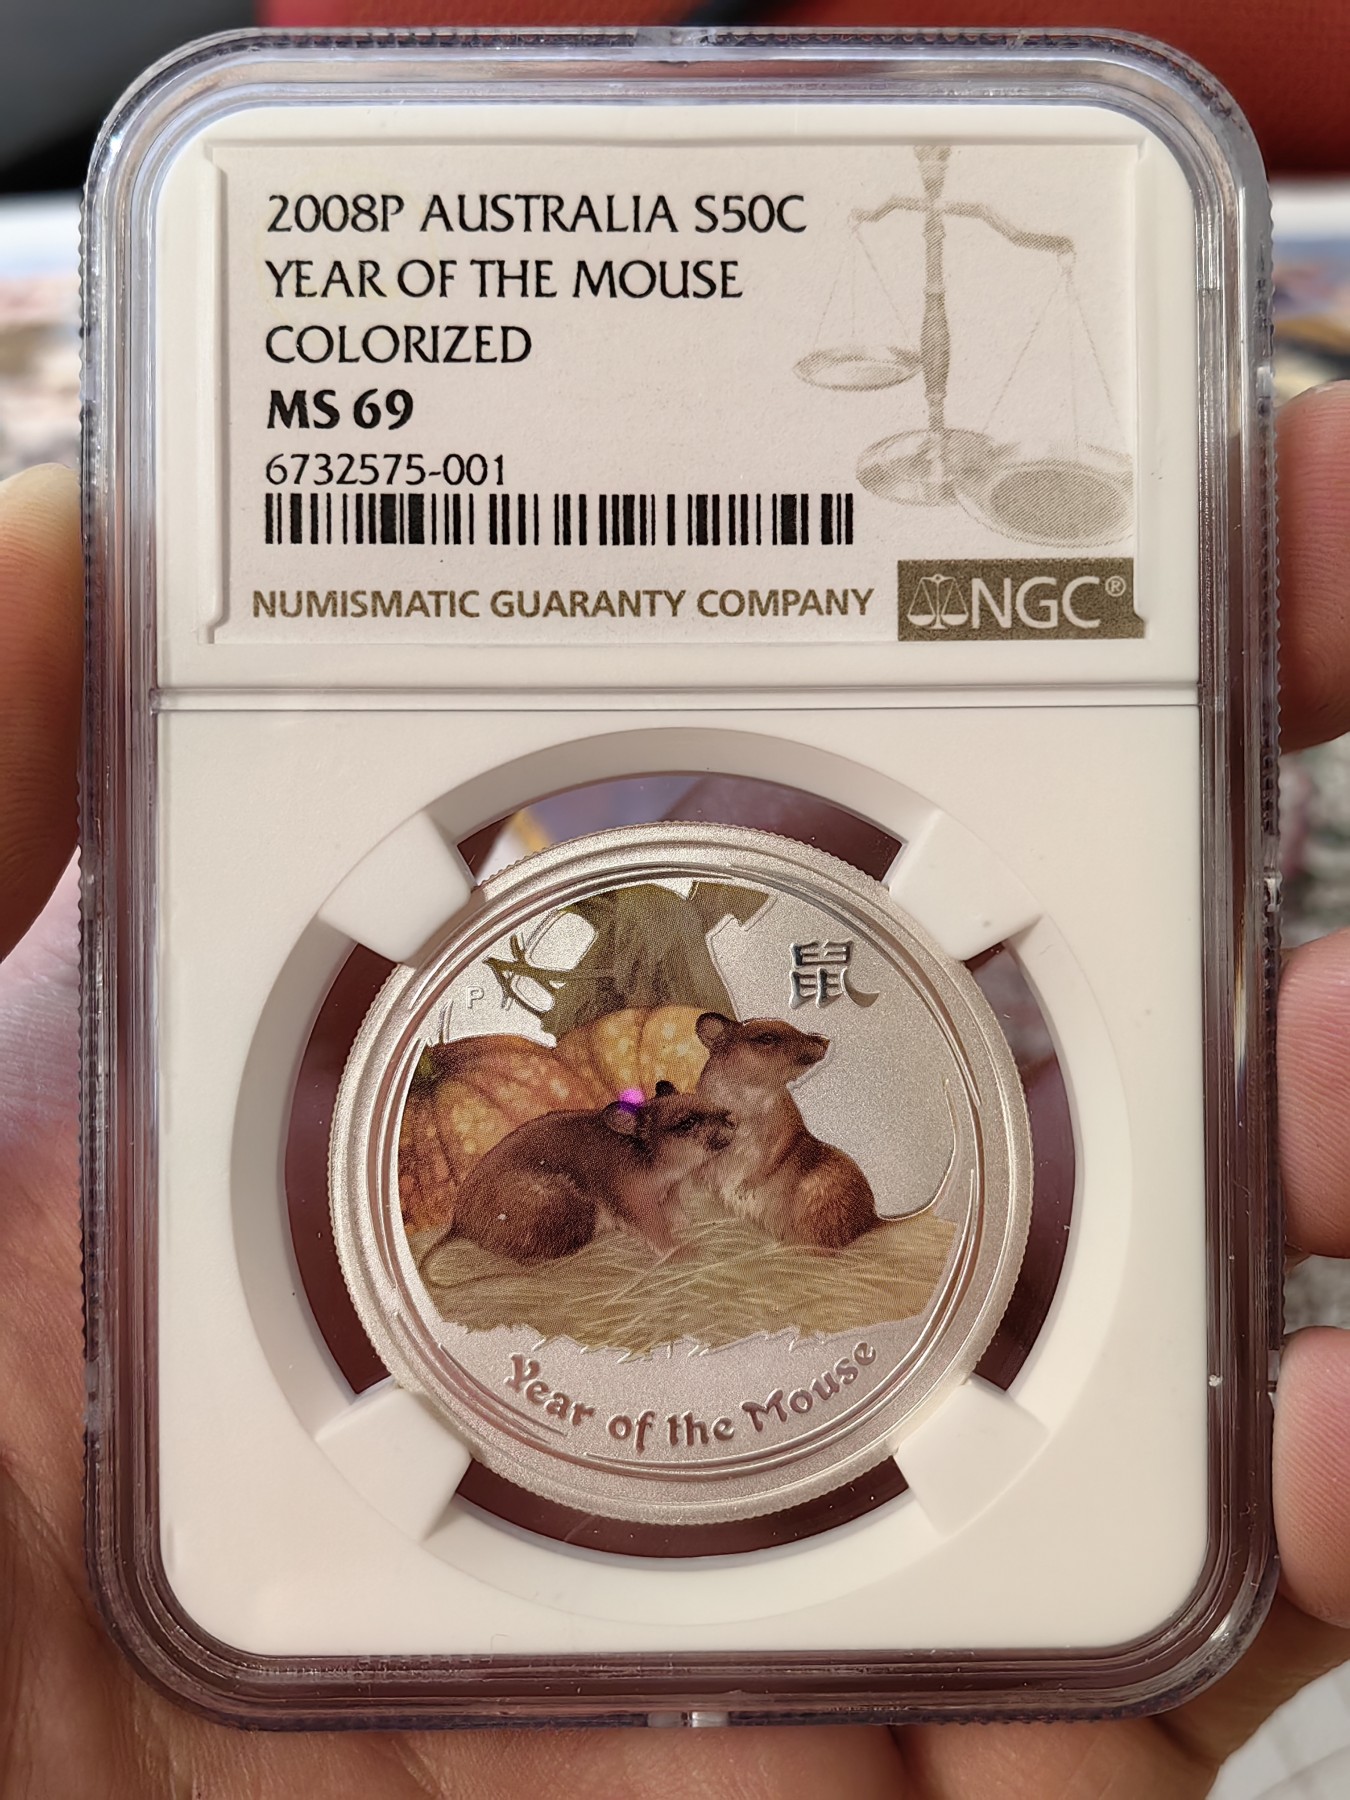 2008P AUSTRALIA S50C
YEAR OF THE MOUSE
COLORIZED
MS 69
6732575-001
NUMISMATIC GUARANTY COMPANY
NGC®
鼠
P
Year of the Mouse